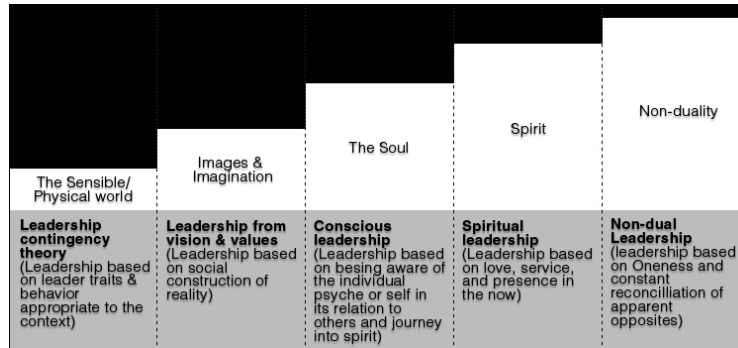 The Sensible/
Physical world
Images &
Imagination
The Soul
Spirit
Non-duality
Leadership
contingency
theory
(Leadership based
on leader traits &
behavior
appropriate to the
context)
Leadership from
vision & values
(Leadership based
on social
construction of
reality)
Conscious
leadership
(Leadership based
on besing aware of
the individual
psyche or self in
its relation to
others and journey
into spirit)
Spiritual
leadership
(Leadership based
on love, service,
and presence in
the now)
Non-dual
Leadership
(leadership based
on Oneness and
constant
reconcilliation of
apparent
opposites)